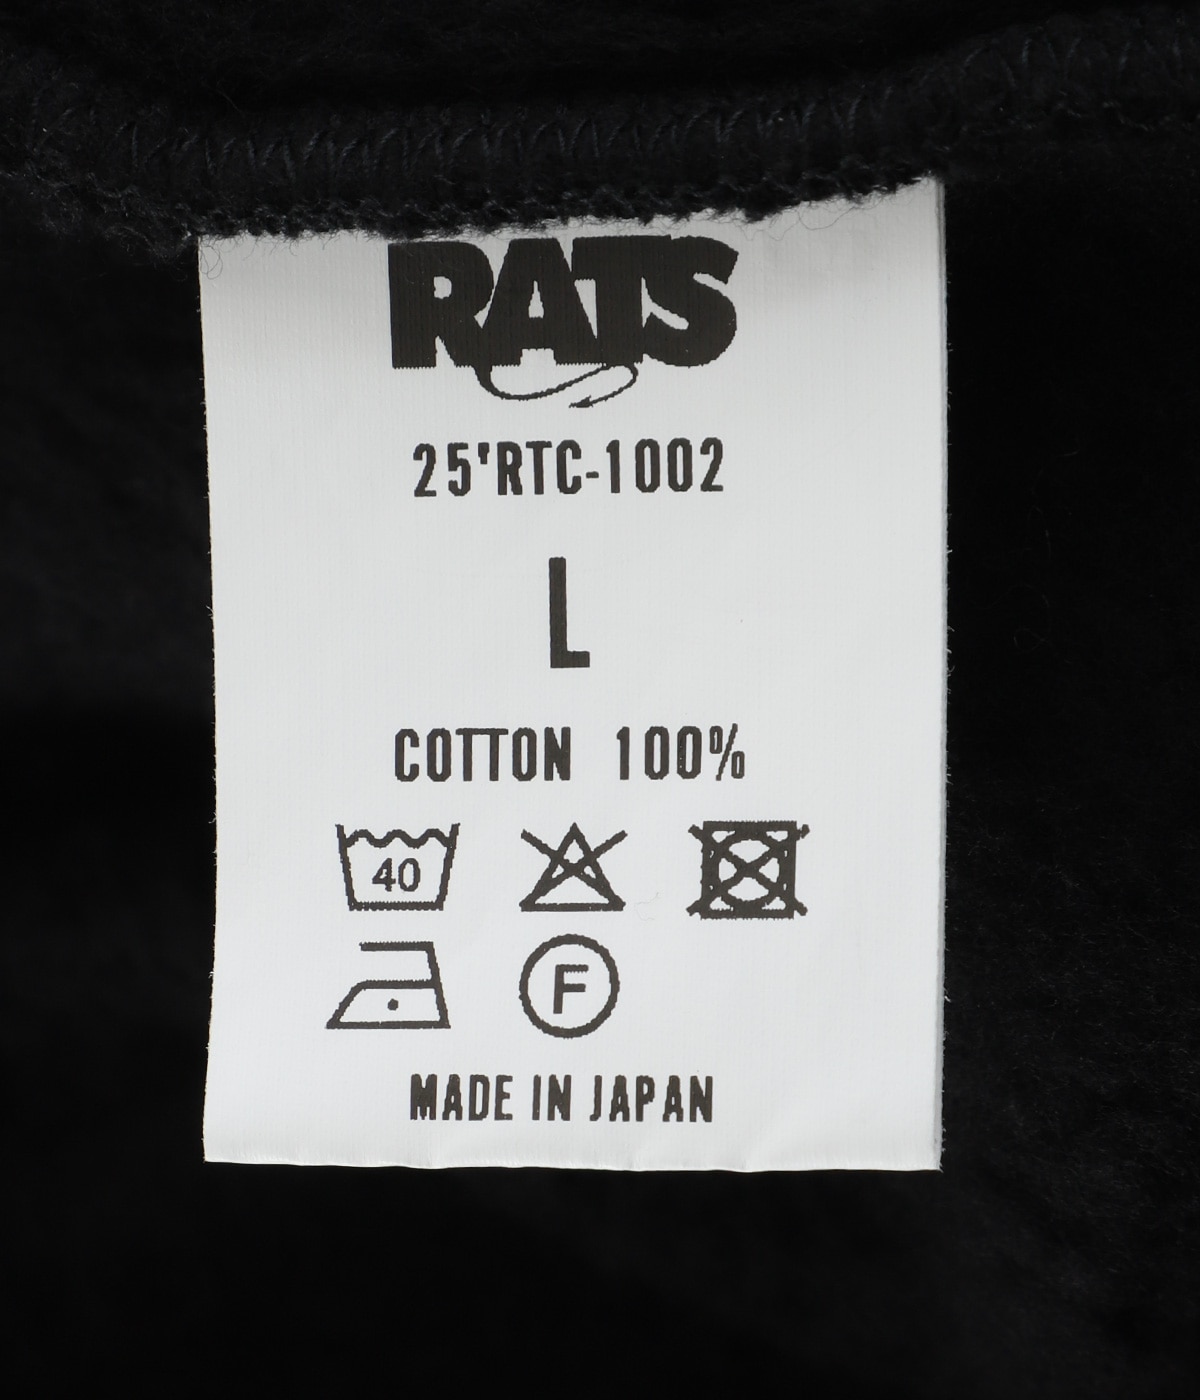 RATS
25'RTC-1002
L
COTTON 100%
40
F
MADE IN JAPAN